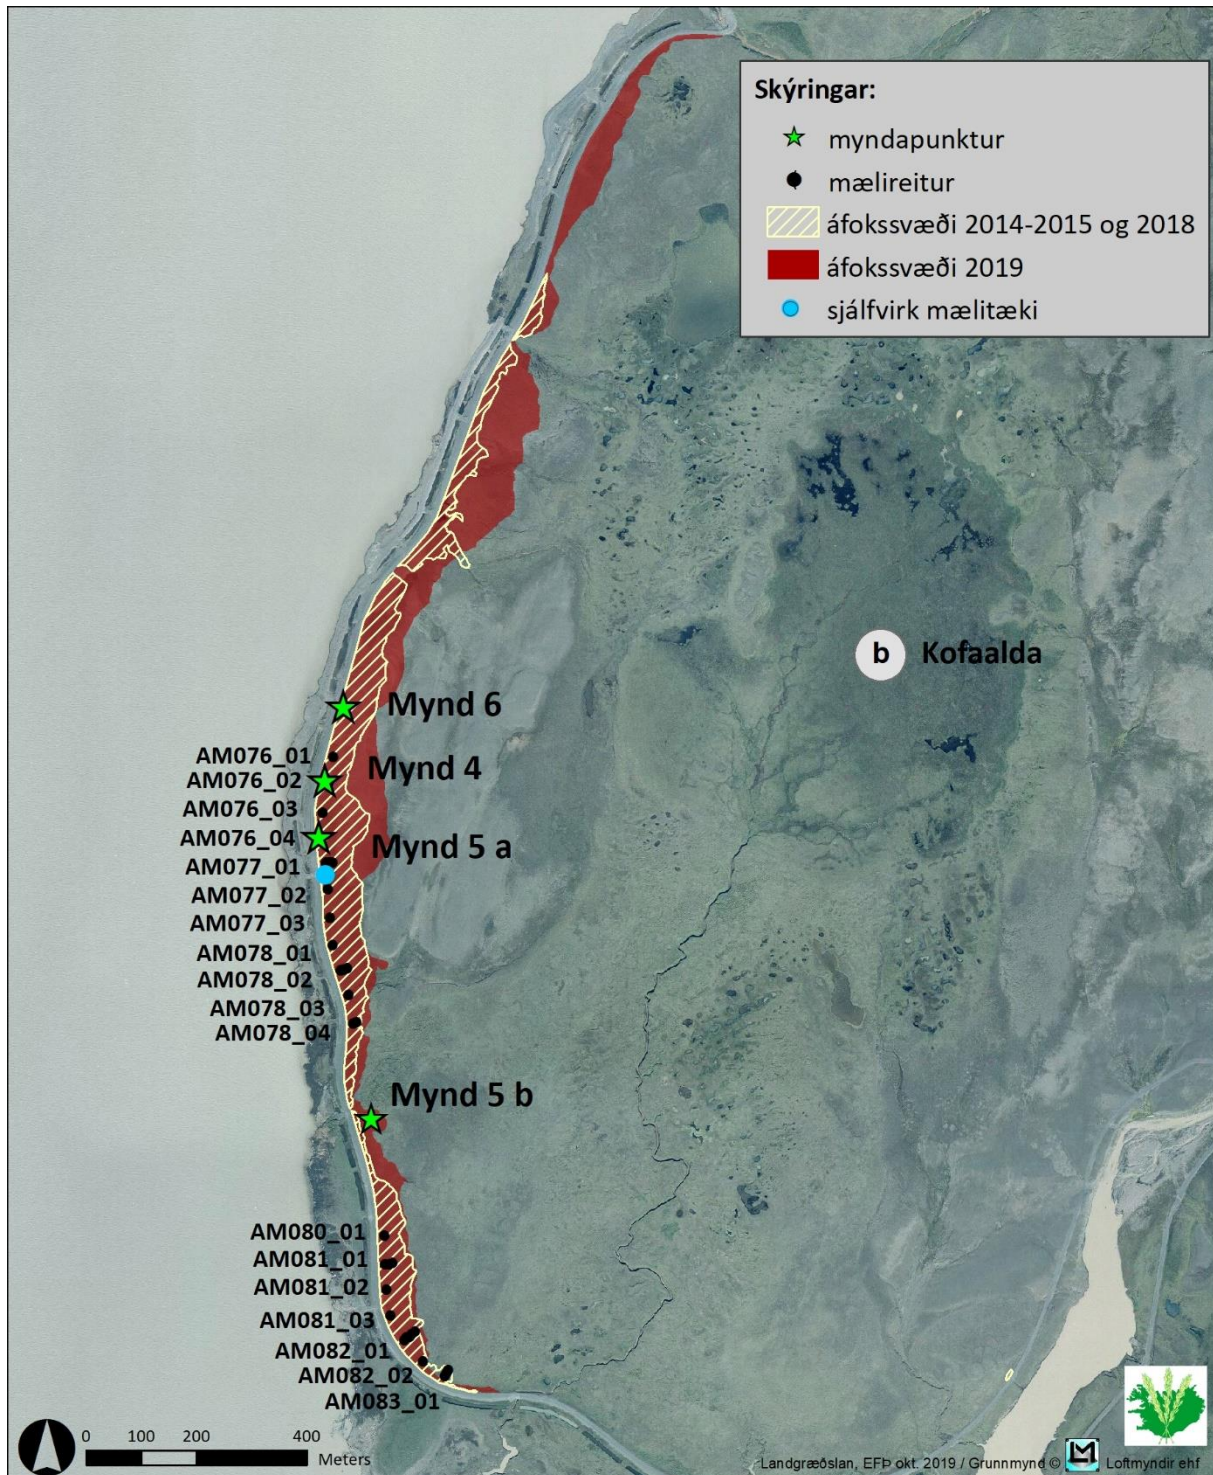 Skýringar:
myndapunktur
mælireitur
áfokssvæði 2014-2015 og 2018
áfokssvæði 2019
sjálfvirk mælitæki
b Kofaalda
Mynd 6
AM076_01
Mynd 4
AM076_02
AM076_03
AM076_04
Mynd 5 a
AM077_01
AM077_02
AM077_03
AM078_01
AM078_02
AM078_03
AM078_04
Mynd 5 b
AM080_01
AM081_01
AM081_02
AM081_03
AM082_01
AM082_02
AM083_01
0 100 200 400
Meters
Landgræðslan, EFÞ okt. 2019 / Grunnmynd © LM Loftmyndir ehf